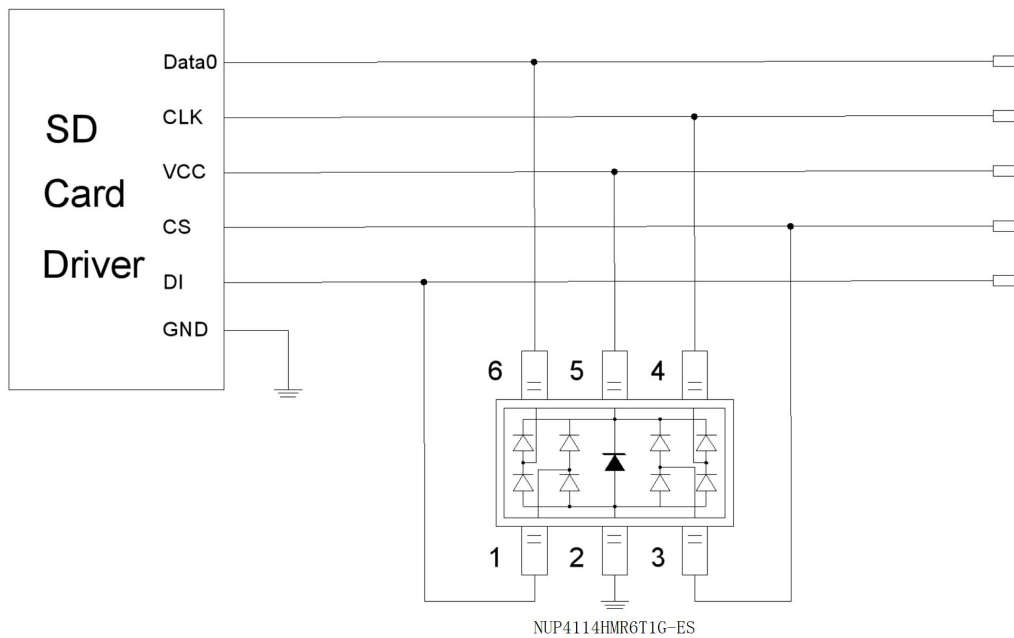 Data0
SD
CLK
VCC
Card
CS
Driver
DI
GND
6 5 4
1 2 3
NUP4114HMR6T1G-ES